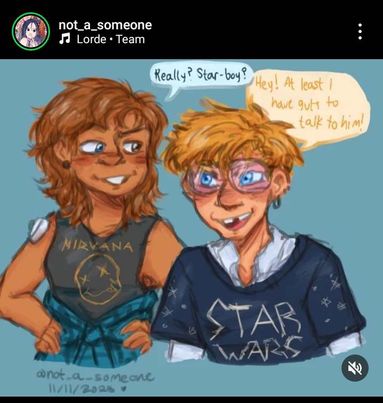 not_a_someone
Lorde • Team
Really? Star-boy?
Hey! At least I
have guts to
talk to him!
NIRVANA
STAR
WARS
@not_a_someone
11/11/2023